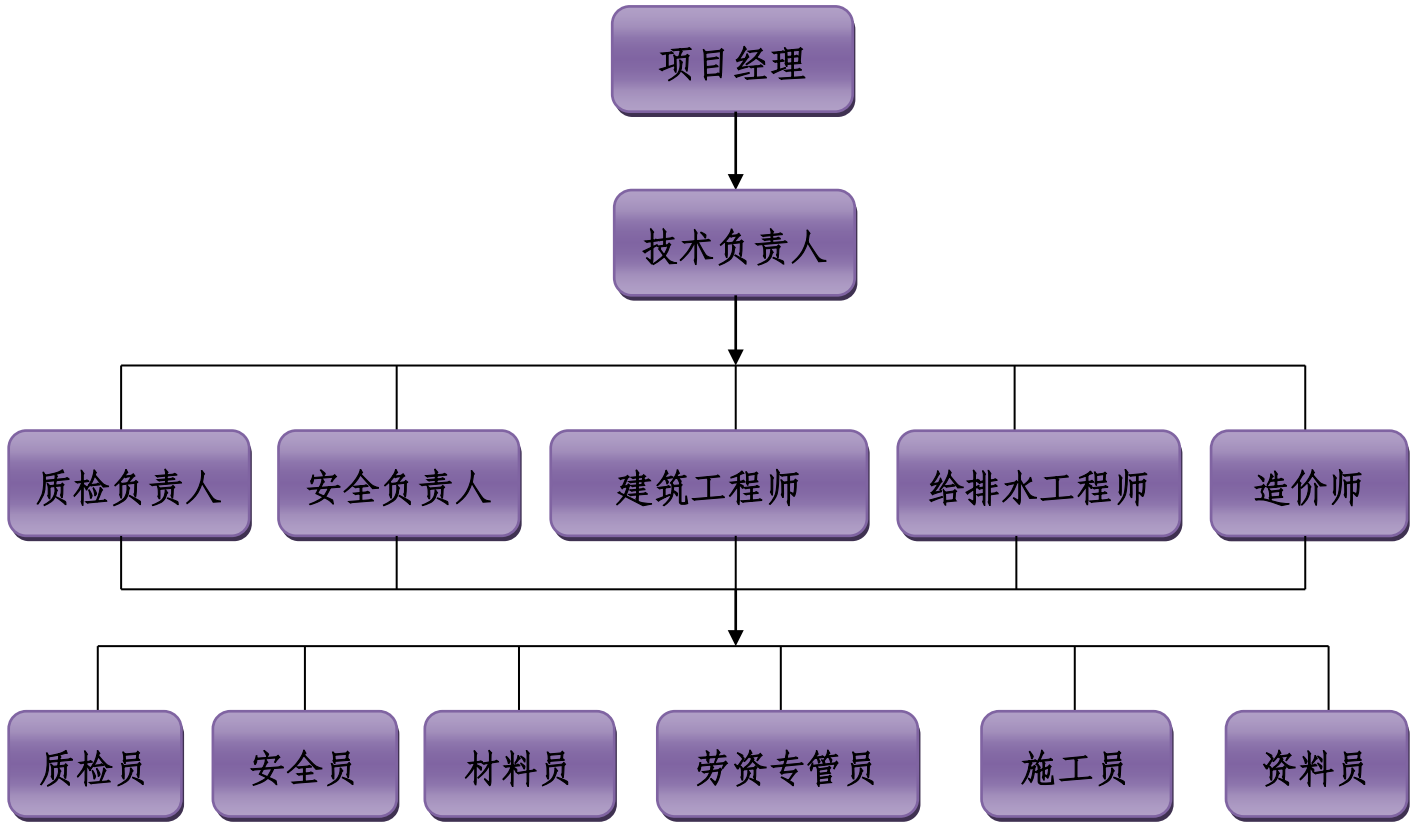 项目经理
技术负责人
质检负责人
安全负责人
建筑工程师
给排水工程师
造价师
质检员
安全员
材料员
劳资专管员
施工员
资料员